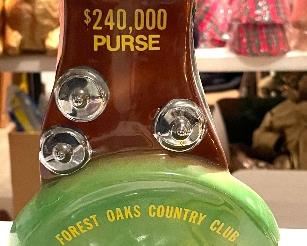 $240,000
PURSE
FOREST OAKS COUNTRY CLUB